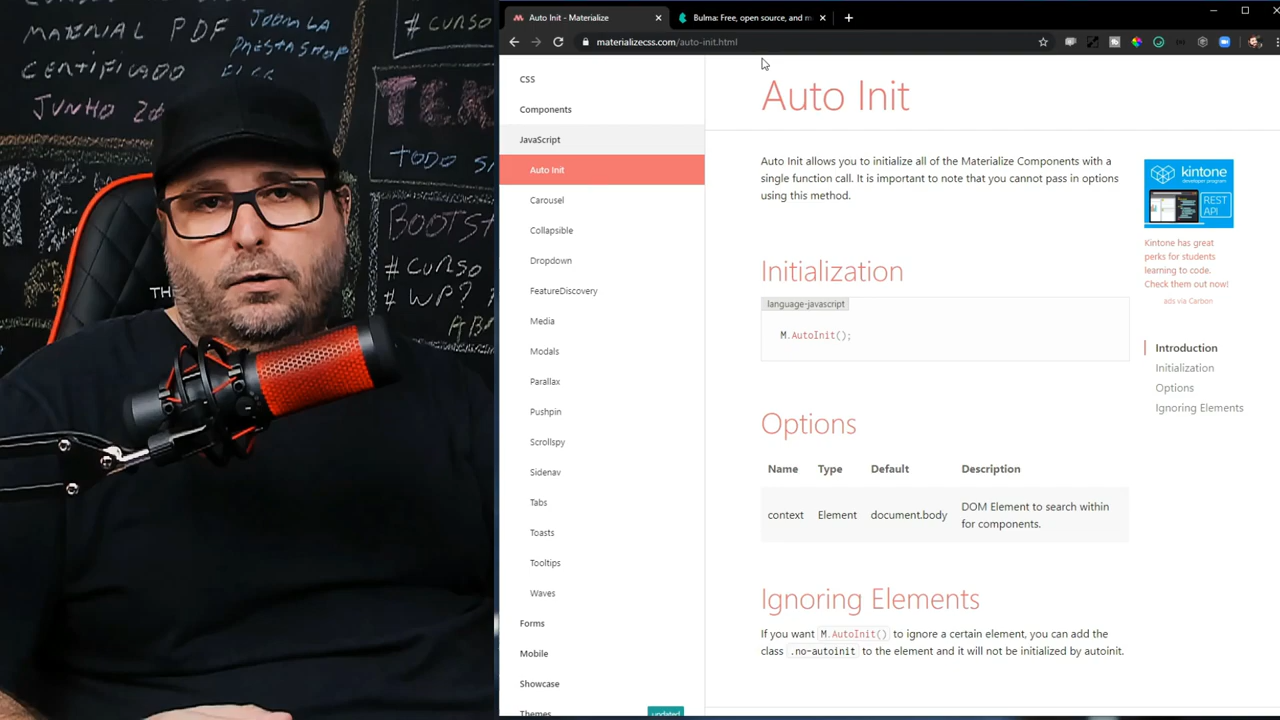 MATERIAL PDF
JOOMLA
PRESTASHOP
# CURSO
CERTIFICADO
JUNHO
TODO
BOOTS
# CURSO
# WP?
TH
Auto Init - Materialize
Bulma: Free, open source, and m
materializecss.com/auto-init.html
CSS
Components
JavaScript
Auto Init
Carousel
Collapsible
Dropdown
FeatureDiscovery
Media
Modals
Parallax
Pushpin
Scrollspy
Sidenav
Tabs
Toasts
Tooltips
Waves
Forms
Mobile
Showcase
Themes
updated
Auto Init
Auto Init allows you to initialize all of the Materialize Components with a
single function call. It is important to note that you cannot pass in options
using this method.
Initialization
language-javascript
M.AutoInit();
Options
Name Type Default Description
context Element document.body DOM Element to search within
for components.
Ignoring Elements
If you want M.AutoInit() to ignore a certain element, you can add the
class .no-autoinit to the element and it will not be initialized by autoinit.
kintone
developer program
REST
API
Kintone has great
perks for students
learning to code.
Check them out now!
ads via Carbon
Introduction
Initialization
Options
Ignoring Elements